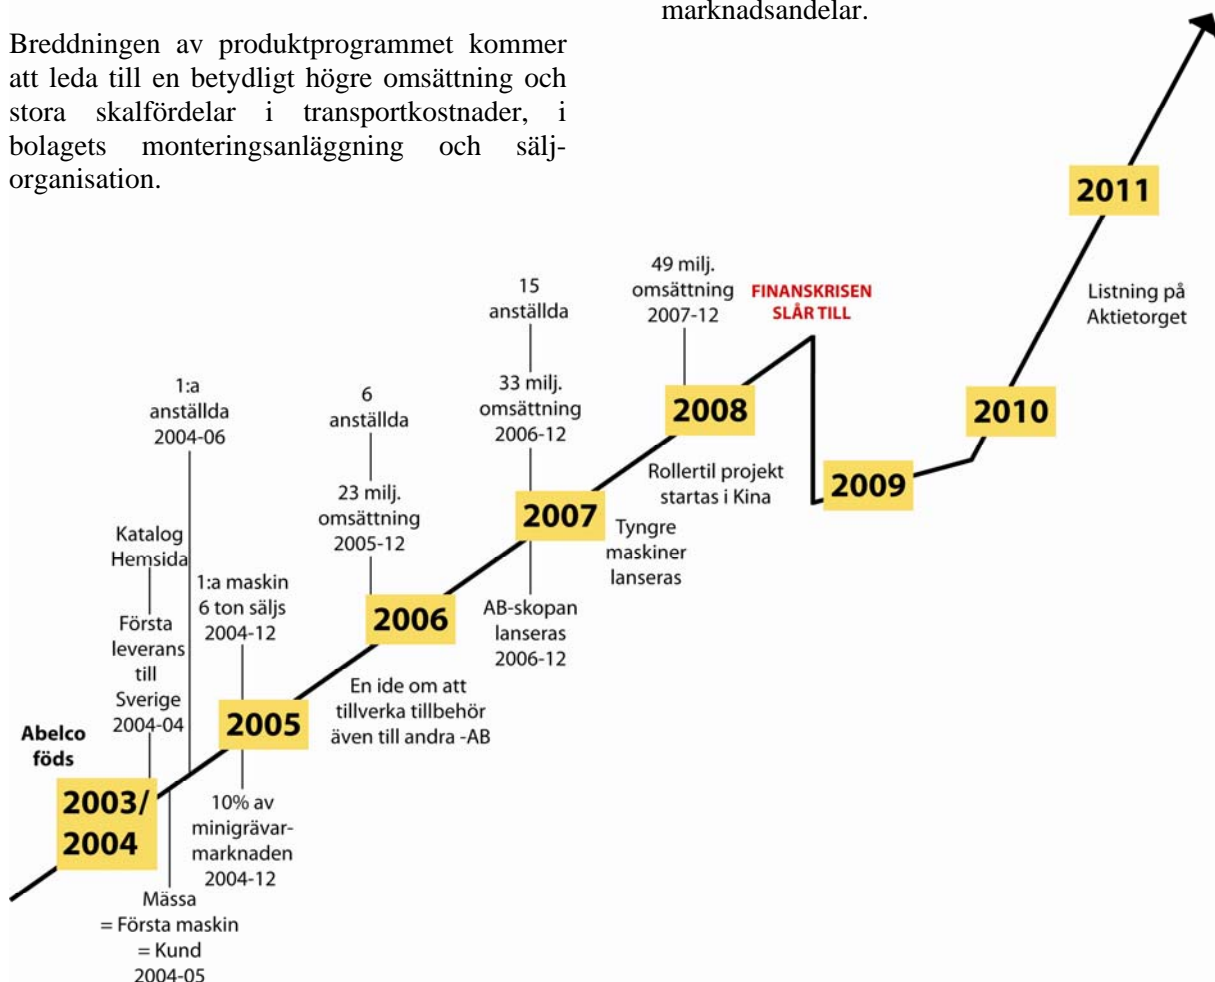 marknadsandelar.
Breddningen av produktprogrammet kommer
att leda till en betydligt högre omsättning och
stora skalfördelar i transportkostnader, i
bolagets monteringsanläggning och sälj-
organisation.
Abelco
föds
2003/
2004
Katalog
Hemsida
Första
leverans
till
Sverige
2004-04
Mässa
= Första maskin
= Kund
2004-05
1:a
anställda
2004-06
1:a maskin
6 ton säljs
2004-12
2005
10% av
minigrävar-
marknaden
2004-12
6
anställda
23 milj.
omsättning
2005-12
2006
En ide om att
tillverka tillbehör
även till andra -AB
15
anställda
33 milj.
omsättning
2006-12
2007
AB-skopan
lanseras
2006-12
Tyngre
maskiner
lanseras
49 milj.
omsättning
2007-12
2008
Rollertil projekt
startas i Kina
FINANSKRISEN
SLÅR TILL
2009
2010
2011
Listning på
Aktietorget